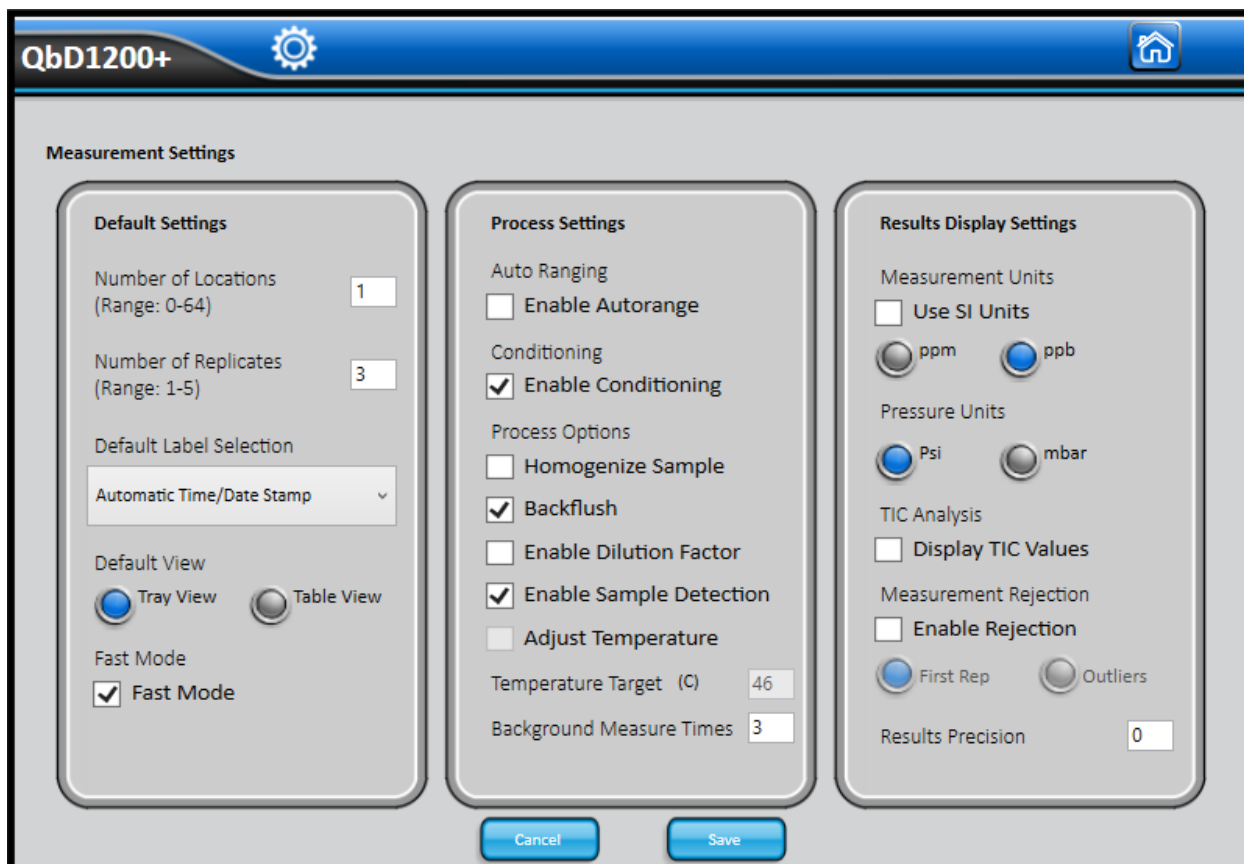 QbD1200+
Measurement Settings
Default Settings
Number of Locations
(Range: 0-64)
1
Number of Replicates
(Range: 1-5)
3
Default Label Selection
Automatic Time/Date Stamp
Default View
Tray View
Table View
Fast Mode
Fast Mode
Process Settings
Auto Ranging
Enable Autorange
Conditioning
Enable Conditioning
Process Options
Homogenize Sample
Backflush
Enable Dilution Factor
Enable Sample Detection
Adjust Temperature
Temperature Target (C) 46
Background Measure Times 3
Results Display Settings
Measurement Units
Use SI Units
ppm
ppb
Pressure Units
Psi
mbar
TIC Analysis
Display TIC Values
Measurement Rejection
Enable Rejection
First Rep
Outliers
Results Precision 0
Cancel
Save